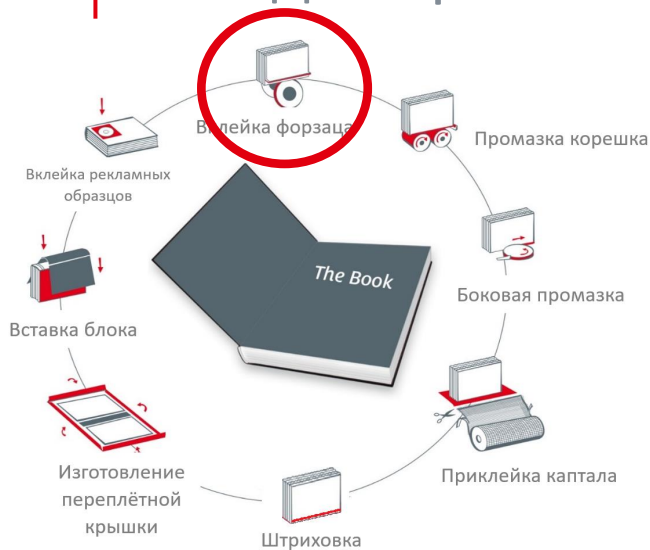 Вклейка форзаца
Промазка корешка
Вклейка рекламных
образцов
The Book
Боковая промазка
Вставка блока
Приклейка каптала
Изготовление
переплётной
крышки
Штриховка